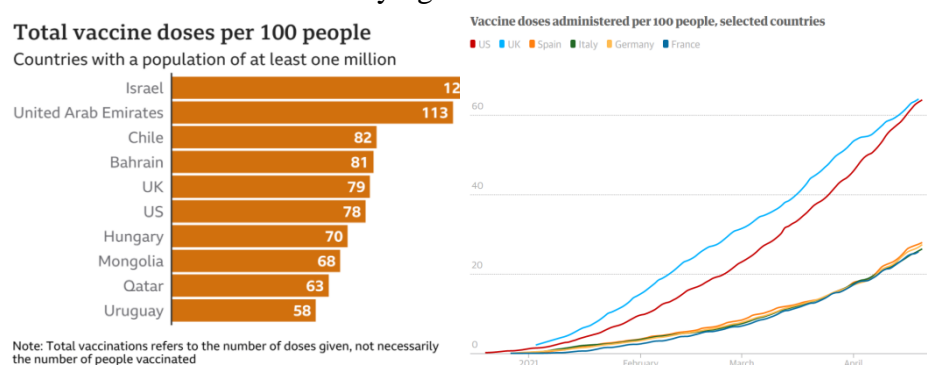 Total vaccine doses per 100 people
Countries with a population of at least one million
Israel 12
United Arab Emirates 113
Chile 82
Bahrain 81
UK 79
US 78
Hungary 70
Mongolia 68
Qatar 63
Uruguay 58
Note: Total vaccinations refers to the number of doses given, not necessarily
the number of people vaccinated
Vaccine doses administered per 100 people, selected countries
US UK Spain Italy Germany France
60
40
20
0
2021 February March April